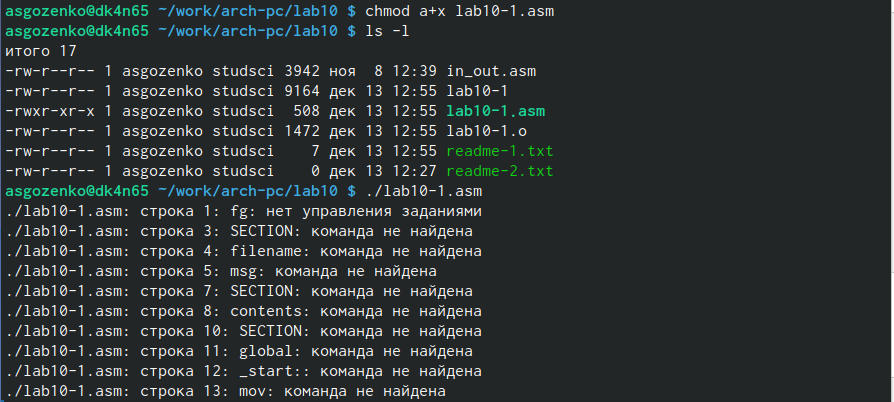 asgozenko@dk4n65 ~/work/arch-pc/lab10 $ chmod a+x lab10-1.asm
asgozenko@dk4n65 ~/work/arch-pc/lab10 $ ls -l
итого 17
-rw-r--r-- 1 asgozenko studsci 3942 ноя  8 12:39 in_out.asm
-rw-r--r-- 1 asgozenko studsci 9164 дек 13 12:55 lab10-1
-rwxr-xr-x 1 asgozenko studsci  508 дек 13 12:55 lab10-1.asm
-rw-r--r-- 1 asgozenko studsci 1472 дек 13 12:55 lab10-1.o
-rw-r--r-- 1 asgozenko studsci    7 дек 13 12:55 readme-1.txt
-rw-r--r-- 1 asgozenko studsci    0 дек 13 12:27 readme-2.txt
asgozenko@dk4n65 ~/work/arch-pc/lab10 $ ./lab10-1.asm
./lab10-1.asm: строка 1: fg: нет управления заданиями
./lab10-1.asm: строка 3: SECTION: команда не найдена
./lab10-1.asm: строка 4: filename: команда не найдена
./lab10-1.asm: строка 5: msg: команда не найдена
./lab10-1.asm: строка 7: SECTION: команда не найдена
./lab10-1.asm: строка 8: contents: команда не найдена
./lab10-1.asm: строка 10: SECTION: команда не найдена
./lab10-1.asm: строка 11: global: команда не найдена
./lab10-1.asm: строка 12: _start:: команда не найдена
./lab10-1.asm: строка 13: mov: команда не найдена